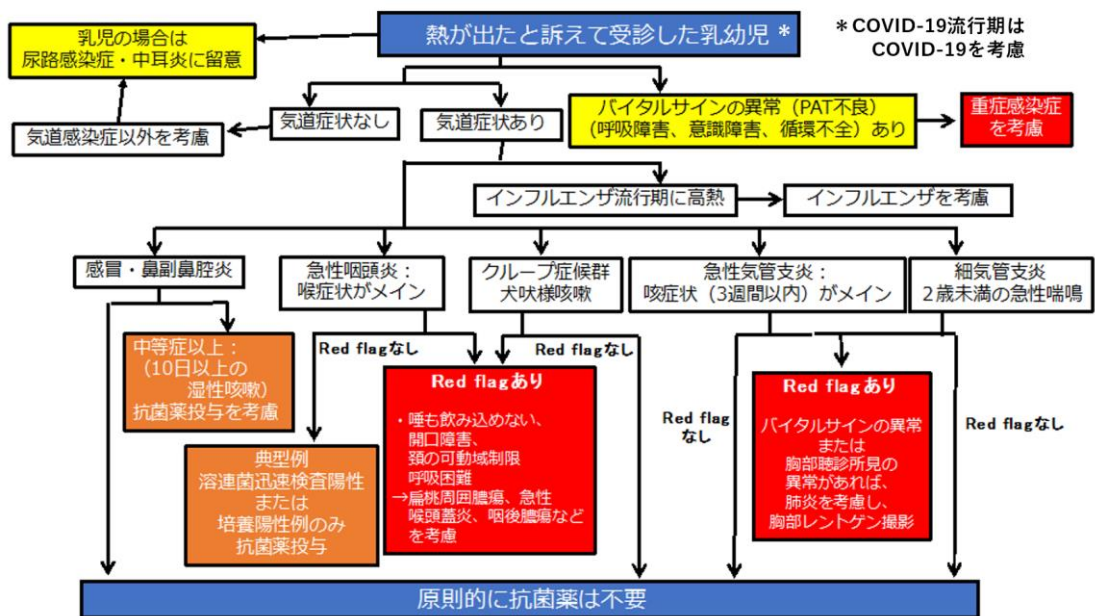 乳児の場合は
尿路感染症・中耳炎に留意
熱が出たと訴えて受診した乳幼児 *
*COVID-19流行期は
COVID-19を考慮
気道感染症以外を考慮
気道症状なし
気道症状あり
バイタルサインの異常（PAT不良）
（呼吸障害、意識障害、循環不全）あり
重症感染症
を考慮
インフルエンザ流行期に高熱
インフルエンザを考慮
感冒・鼻副鼻腔炎
急性咽頭炎：
喉症状がメイン
クループ症候群
犬吠様咳嗽
急性気管支炎：
咳症状（3週間以内）がメイン
細気管支炎
２歳未満の急性喘鳴
中等症以上：
（10日以上の
湿性咳嗽）
抗菌薬投与を考慮
Red flagなし
Red flagなし
典型例
溶連菌迅速検査陽性
または
培養陽性例のみ
抗菌薬投与
Red flagあり
・唾も飲み込めない、
開口障害、
頚の可動域制限
呼吸困難
→扁桃周囲膿瘍、急性
喉頭蓋炎、咽後膿瘍など
を考慮
Red flag
なし
Red flagあり
バイタルサインの異常
または
胸部聴診所見の
異常があれば、
肺炎を考慮し、
胸部レントゲン撮影
Red flagなし
原則的に抗菌薬は不要